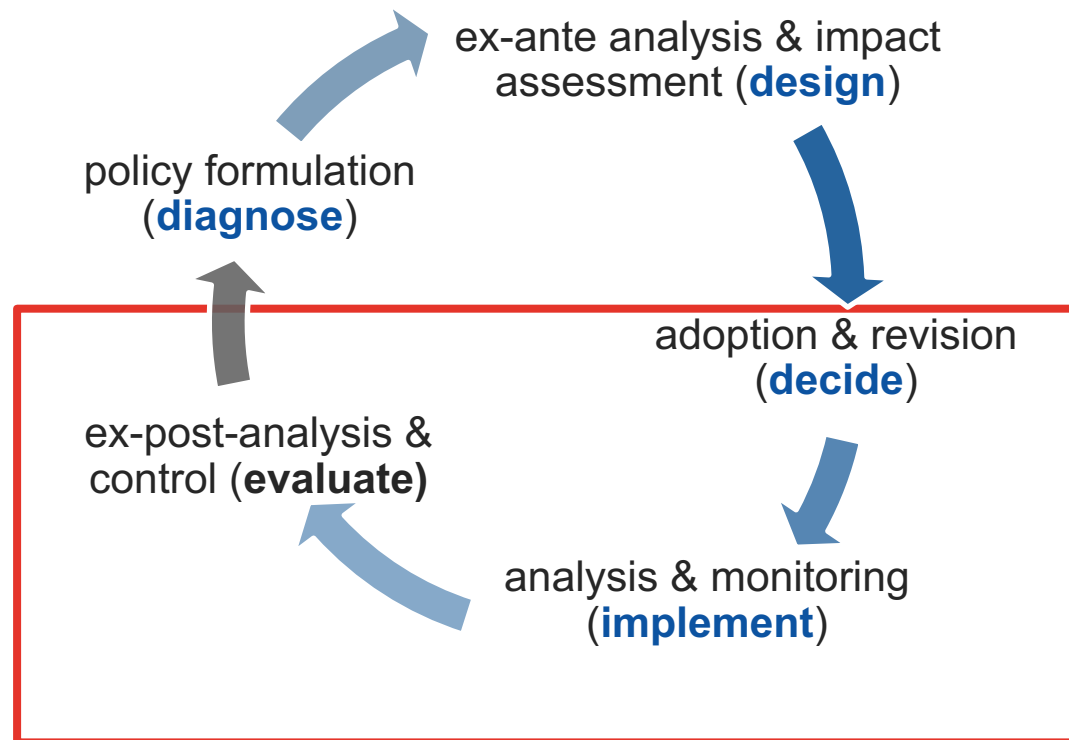 ex-ante analysis & impact
assessment (design)
policy formulation
(diagnose)
adoption & revision
(decide)
ex-post-analysis &
control (evaluate)
analysis & monitoring
(implement)